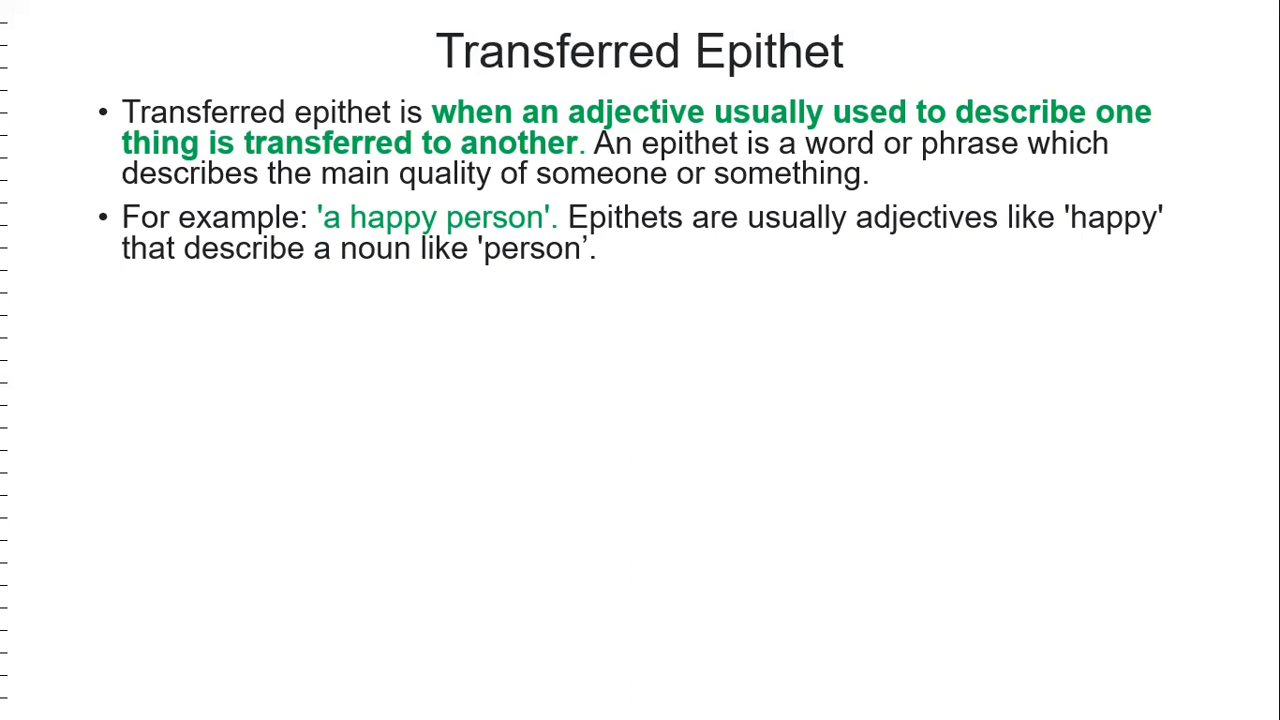 Transferred Epithet
• Transferred epithet is when an adjective usually used to describe one
thing is transferred to another. An epithet is a word or phrase which
describes the main quality of someone or something.
• For example: 'a happy person'. Epithets are usually adjectives like 'happy'
that describe a noun like 'person’.